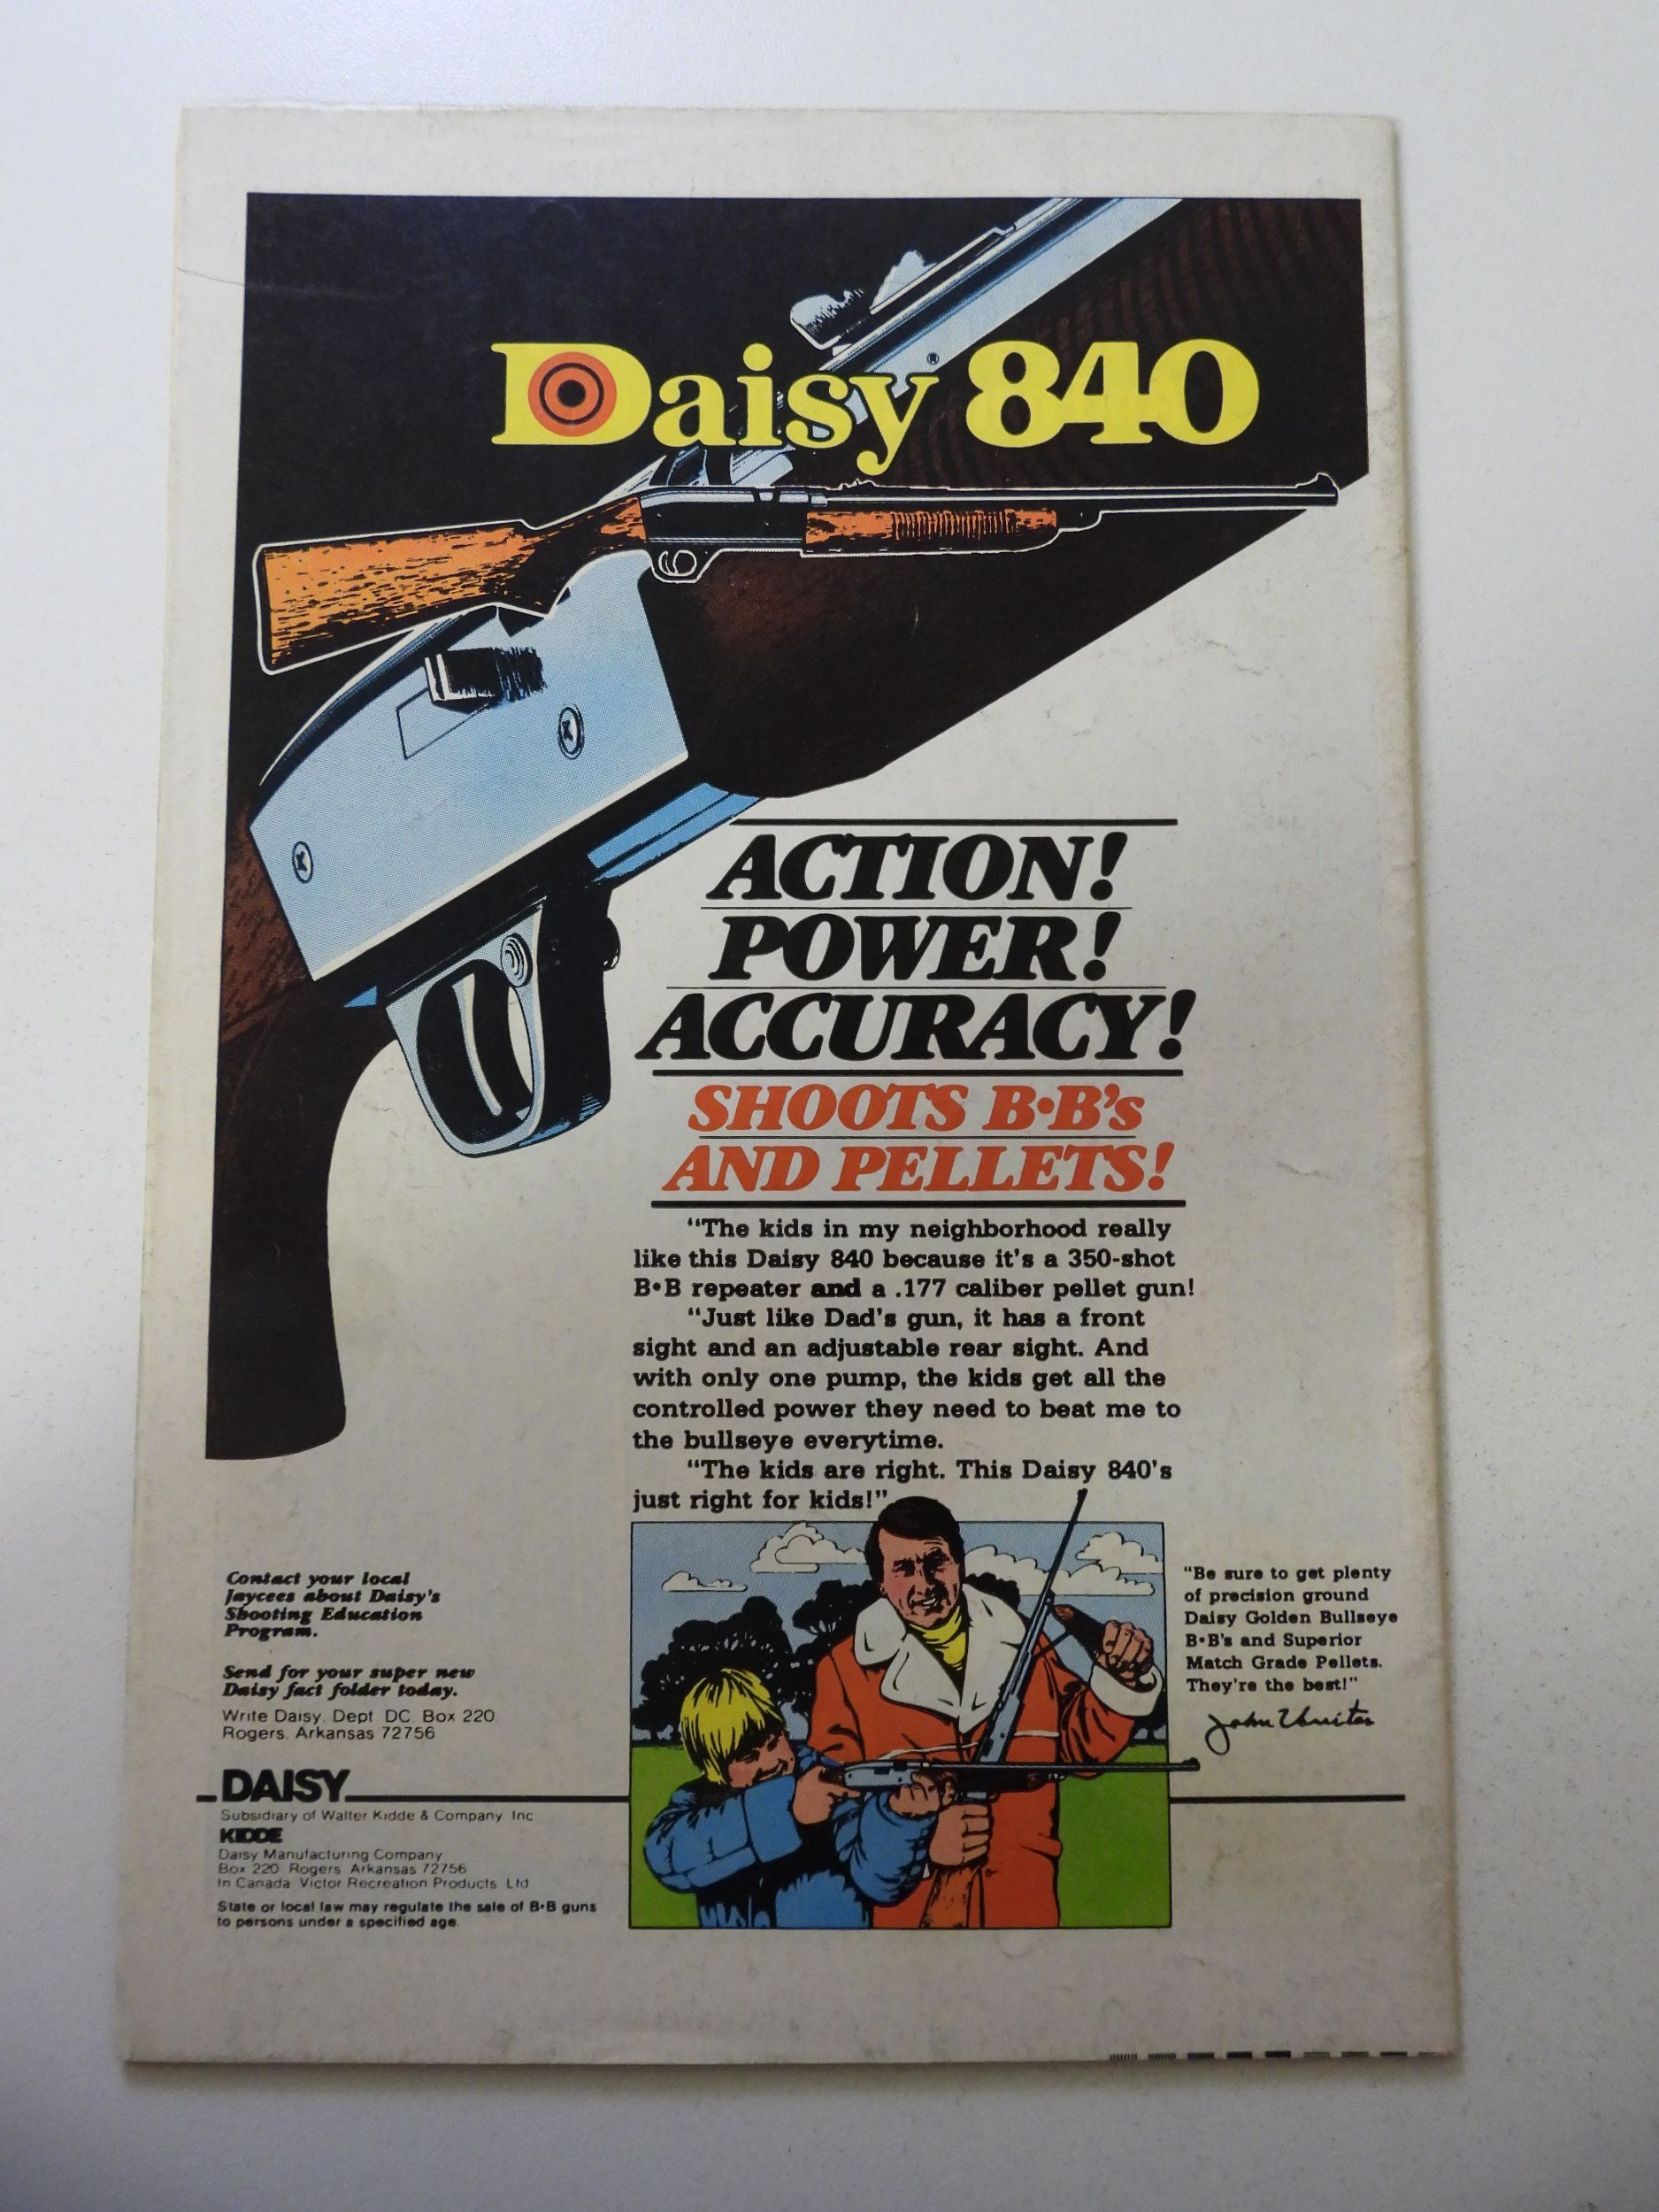 Daisy® 840
ACTION!
POWER!
ACCURACY!
SHOOTS B•B's
AND PELLETS!
"The kids in my neighborhood really
like this Daisy 840 because it's a 350-shot
B•B repeater and a .177 caliber pellet gun!
"Just like Dad's gun, it has a front
sight and an adjustable rear sight. And
with only one pump, the kids get all the
controlled power they need to beat me to
the bullseye everytime.
"The kids are right. This Daisy 840's
just right for kids!"
"Be sure to get plenty
of precision ground
Daisy Golden Bullseye
B•B's and Superior
Match Grade Pellets.
They're the best!"
John Unitas
Contact your local
Jaycees about Daisy's
Shooting Education
Program.
Send for your super new
Daisy fact folder today.
Write Daisy, Dept DC, Box 220,
Rogers, Arkansas 72756
DAISY
Subsidiary of Walter Kidde & Company Inc
KIDDE
Daisy Manufacturing Company
Box 220 Rogers Arkansas 72756
In Canada Victor Recreation Products Ltd
State or local law may regulate the sale of B•B guns
to persons under a specified age.